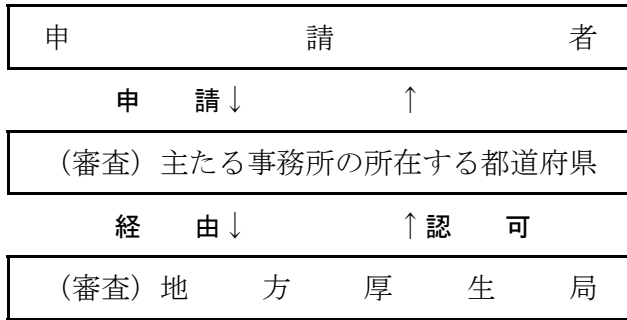 申請者
申請↓ ↑
（審査）主たる事務所の所在する都道府県
経由↓ ↑認可
（審査）地方厚生局